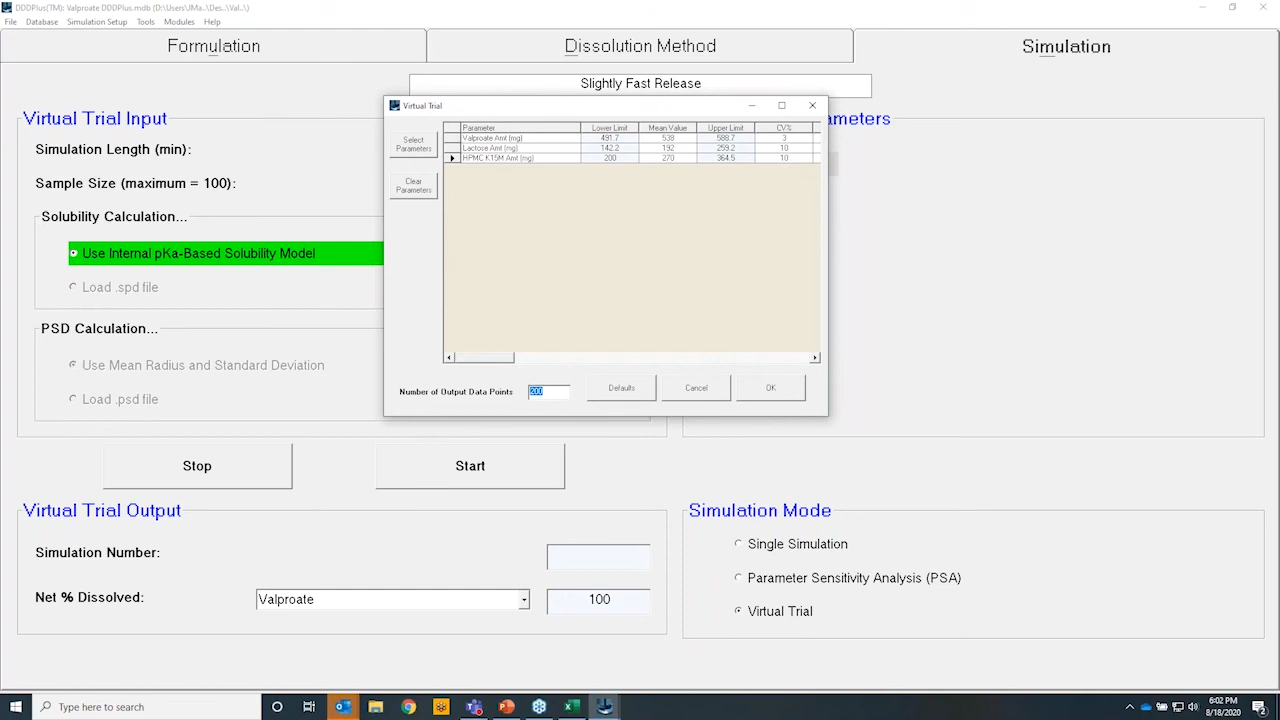 DDDPlus(TM): Valproate DDDPlus.mdb (D:\Users\JMa..\Des..\Val..\)
File Database Simulation Setup Tools Modules Help
Formulation Dissolution Method Simulation
Slightly Fast Release
Virtual Trial Input
Simulation Length (min):
Sample Size (maximum = 100):
Solubility Calculation...
Use Internal pKa-Based Solubility Model
Load .spd file
PSD Calculation...
Use Mean Radius and Standard Deviation
Load .psd file
ameters
Virtual Trial
Select Parameters
Clear Parameters
Parameter Lower Limit Mean Value Upper Limit CV%
Valproate Amt (mg) 491.7 538 588.7 3
Lactose Amt (mg) 142.2 192 259.2 10
HPMC K15M Amt (mg) 200 270 364.5 10
Number of Output Data Points 200 Defaults Cancel OK
Stop Start
Virtual Trial Output
Simulation Number:
Net % Dissolved: Valproate 100
Simulation Mode
Single Simulation
Parameter Sensitivity Analysis (PSA)
Virtual Trial
Type here to search
6:02 PM
8/18/2020